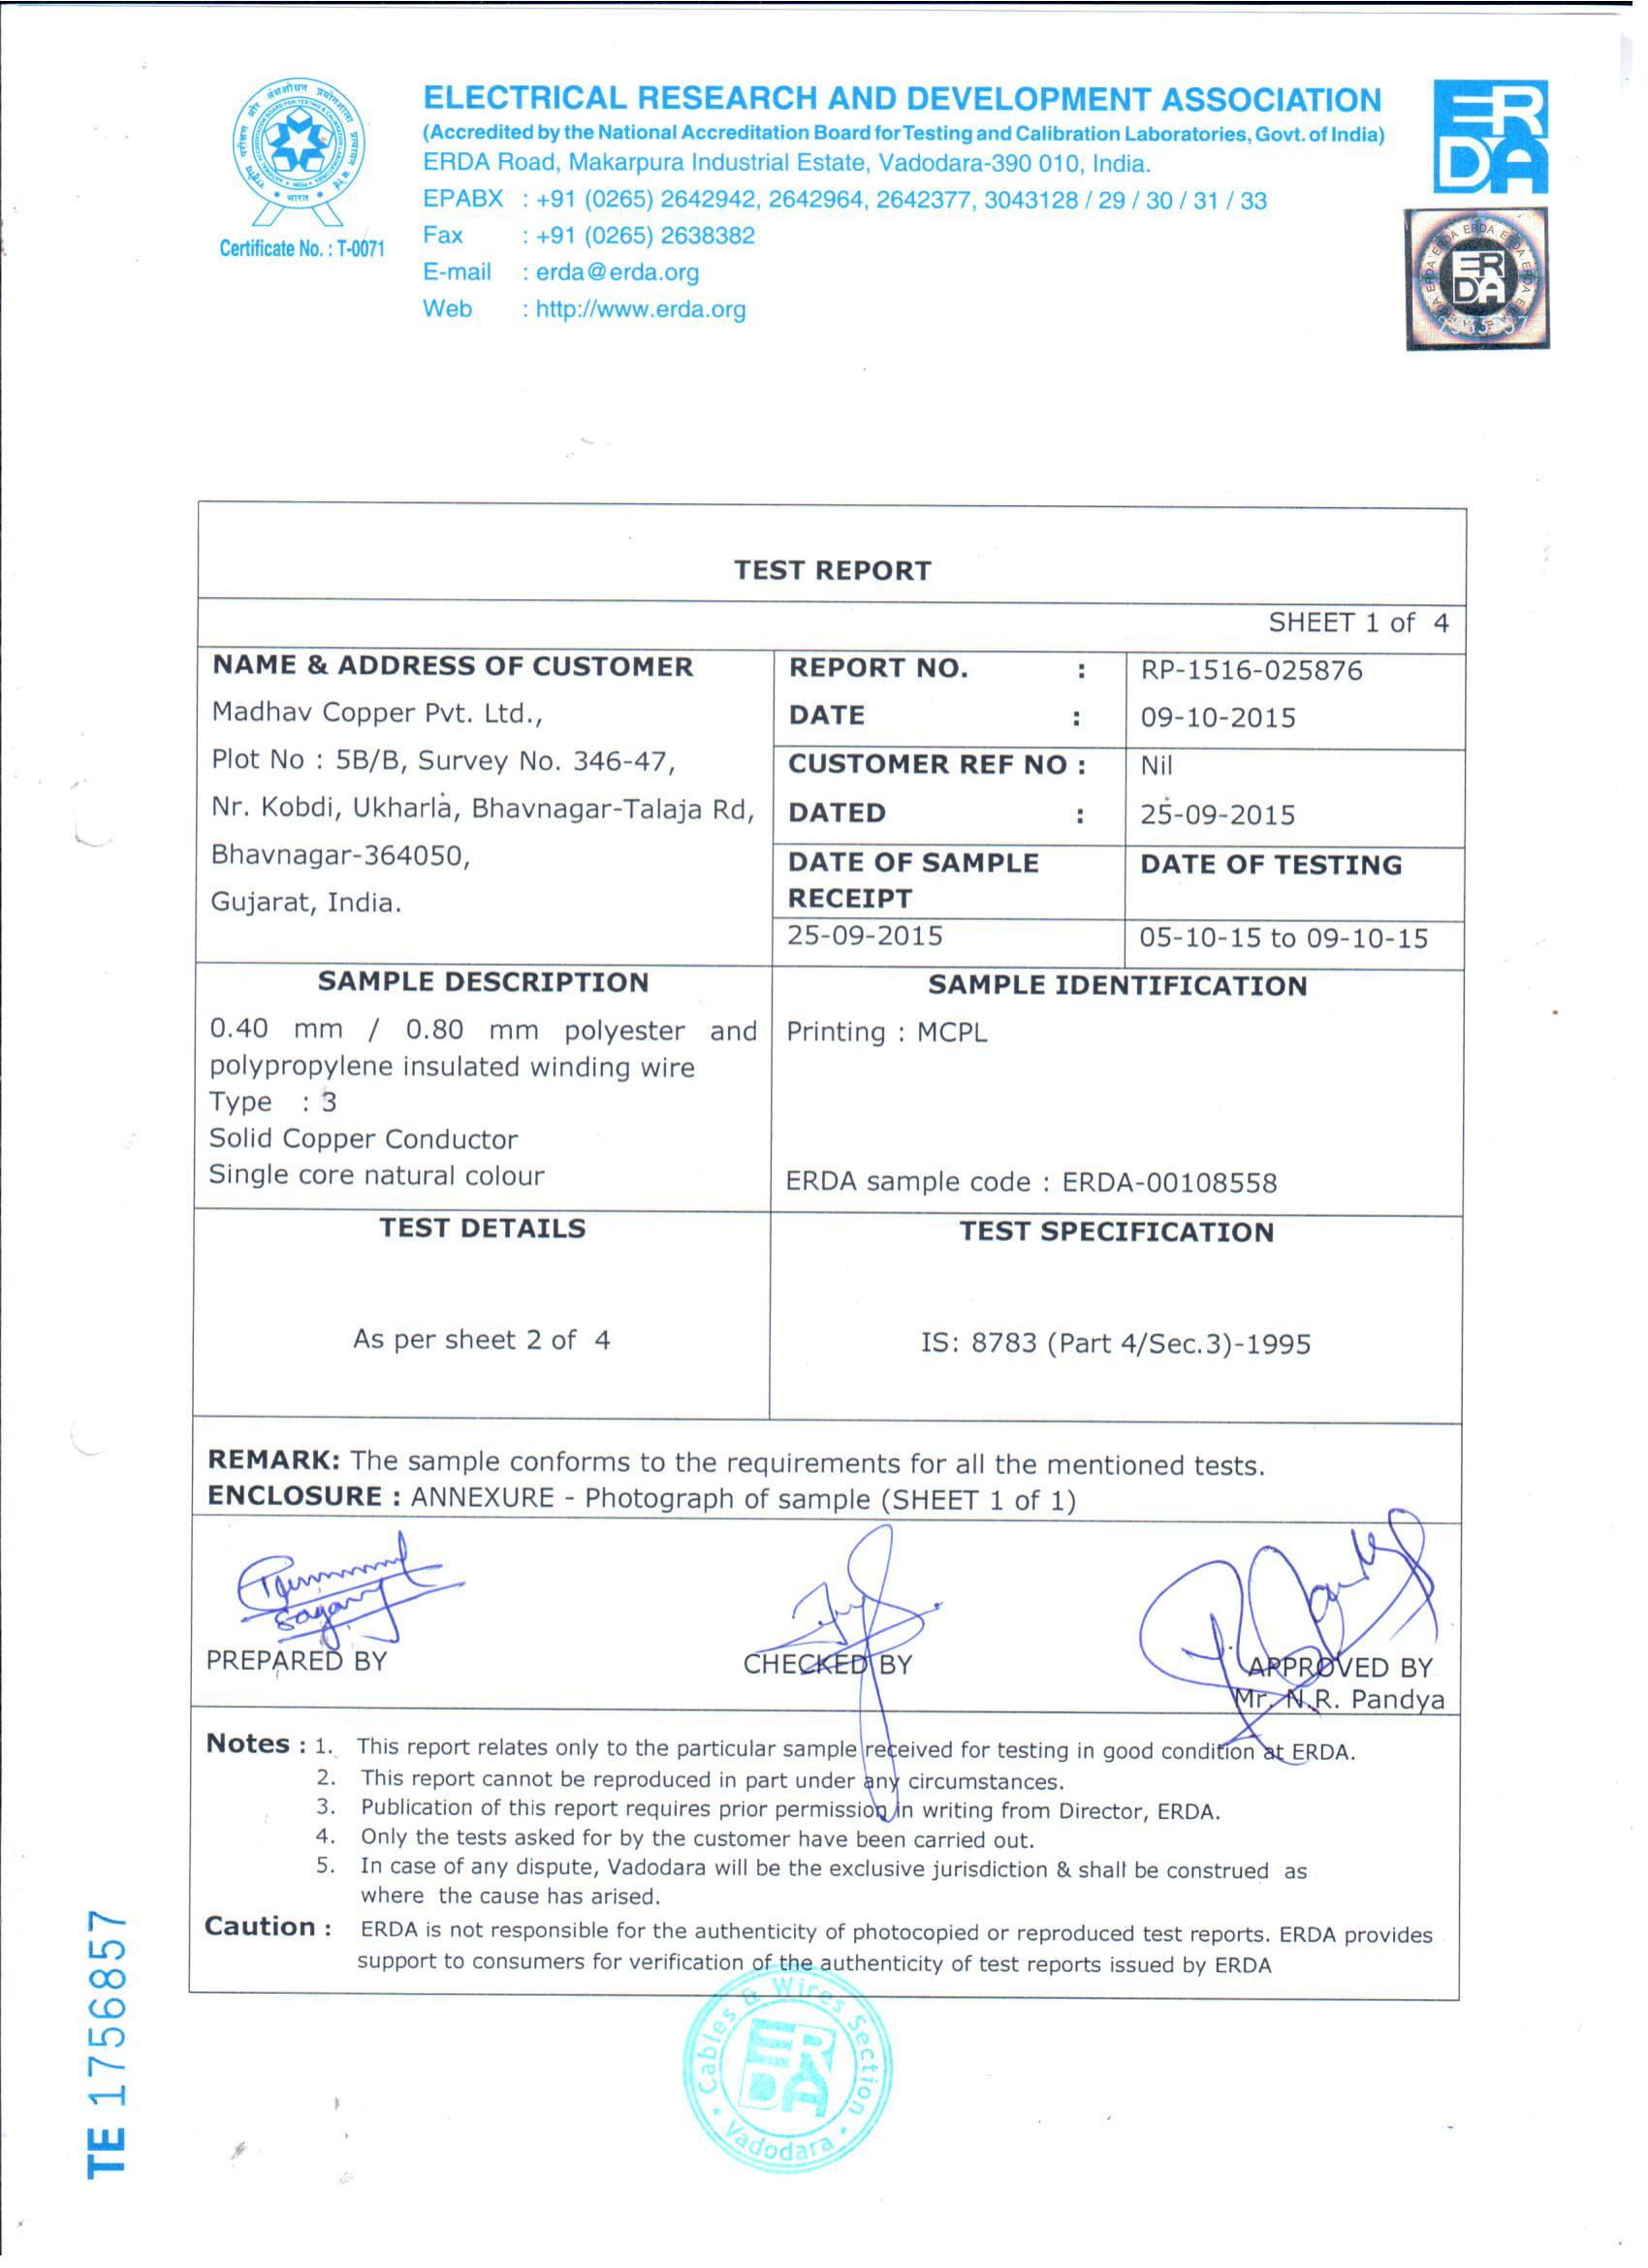 राष्ट्रीय परीक्षण और अंशशोधन प्रयोगशाला प्रत्यायन बोर्ड
भारत
Certificate No. : T-0071
ELECTRICAL RESEARCH AND DEVELOPMENT ASSOCIATION
(Accredited by the National Accreditation Board for Testing and Calibration Laboratories, Govt. of India)
ERDA Road, Makarpura Industrial Estate, Vadodara-390 010, India.
EPABX : +91 (0265) 2642942, 2642964, 2642377, 3043128 / 29 / 30 / 31 / 33
Fax : +91 (0265) 2638382
E-mail : erda@erda.org
Web : http://www.erda.org
ERDA
ERDA
TEST REPORT
SHEET 1 of 4
NAME & ADDRESS OF CUSTOMER
Madhav Copper Pvt. Ltd.,
Plot No : 5B/B, Survey No. 346-47,
Nr. Kobdi, Ukharla, Bhavnagar-Talaja Rd,
Bhavnagar-364050,
Gujarat, India.
REPORT NO. : RP-1516-025876
DATE : 09-10-2015
CUSTOMER REF NO : Nil
DATED : 25-09-2015
DATE OF SAMPLE
RECEIPT
DATE OF TESTING
25-09-2015
05-10-15 to 09-10-15
SAMPLE DESCRIPTION
0.40 mm / 0.80 mm polyester and
polypropylene insulated winding wire
Type : 3
Solid Copper Conductor
Single core natural colour
SAMPLE IDENTIFICATION
Printing : MCPL
ERDA sample code : ERDA-00108558
TEST DETAILS
As per sheet 2 of 4
TEST SPECIFICATION
IS: 8783 (Part 4/Sec.3)-1995
REMARK: The sample conforms to the requirements for all the mentioned tests.
ENCLOSURE : ANNEXURE - Photograph of sample (SHEET 1 of 1)
PREPARED BY
CHECKED BY
APPROVED BY
Mr. N.R. Pandya
Notes : 1. This report relates only to the particular sample received for testing in good condition at ERDA.
2. This report cannot be reproduced in part under any circumstances.
3. Publication of this report requires prior permission in writing from Director, ERDA.
4. Only the tests asked for by the customer have been carried out.
5. In case of any dispute, Vadodara will be the exclusive jurisdiction & shall be construed as
where the cause has arised.
Caution : ERDA is not responsible for the authenticity of photocopied or reproduced test reports. ERDA provides
support to consumers for verification of the authenticity of test reports issued by ERDA
Cables & Wires Section
ERDA
Vadodara
TE 1756857